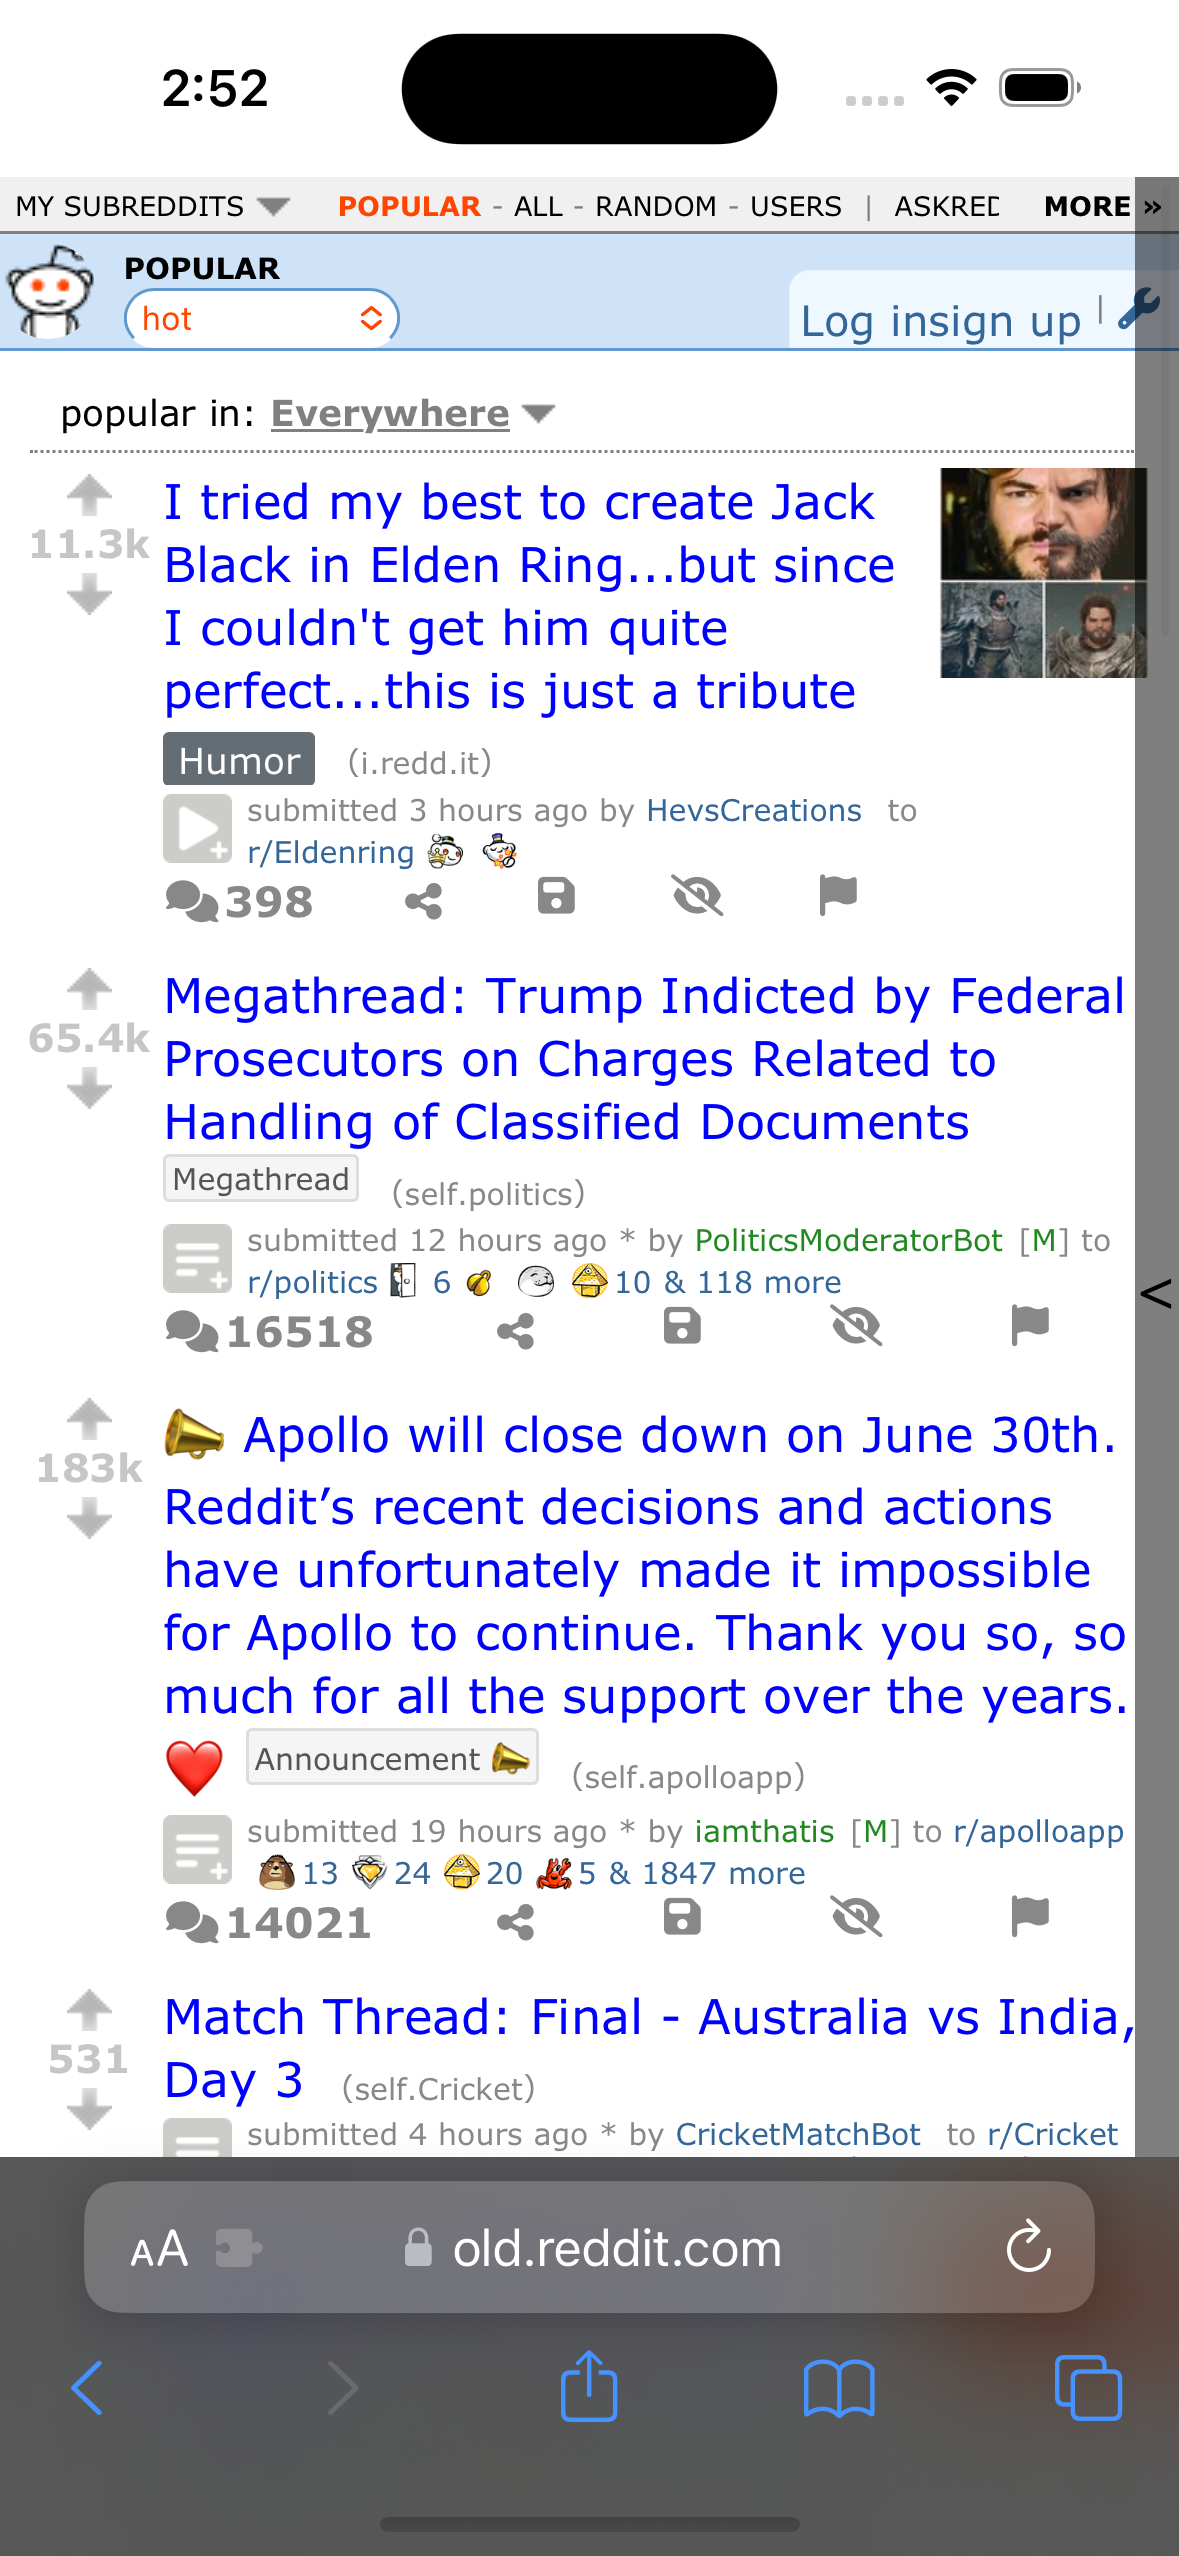 2:52
MY SUBREDDITS POPULAR - ALL - RANDOM - USERS | ASKRED MORE »
POPULAR
hot
Log insign up |
popular in: Everywhere
I tried my best to create Jack
11.3k
Black in Elden Ring...but since
I couldn't get him quite
perfect...this is just a tribute
Humor (i.redd.it)
submitted 3 hours ago by HevsCreations to
r/Eldenring
398
Megathread: Trump Indicted by Federal
65.4k
Prosecutors on Charges Related to
Handling of Classified Documents
Megathread (self.politics)
submitted 12 hours ago * by PoliticsModeratorBot [M] to
r/politics 6 10 & 118 more
<
16518
📣 Apollo will close down on June 30th.
183k
Reddit’s recent decisions and actions
have unfortunately made it impossible
for Apollo to continue. Thank you so, so
much for all the support over the years.
❤️ Announcement 📣 (self.apolloapp)
submitted 19 hours ago * by iamthatis [M] to r/apolloapp
13 24 20 5 & 1847 more
14021
Match Thread: Final - Australia vs India,
531
Day 3 (self.Cricket)
submitted 4 hours ago * by CricketMatchBot to r/Cricket
AA old.reddit.com